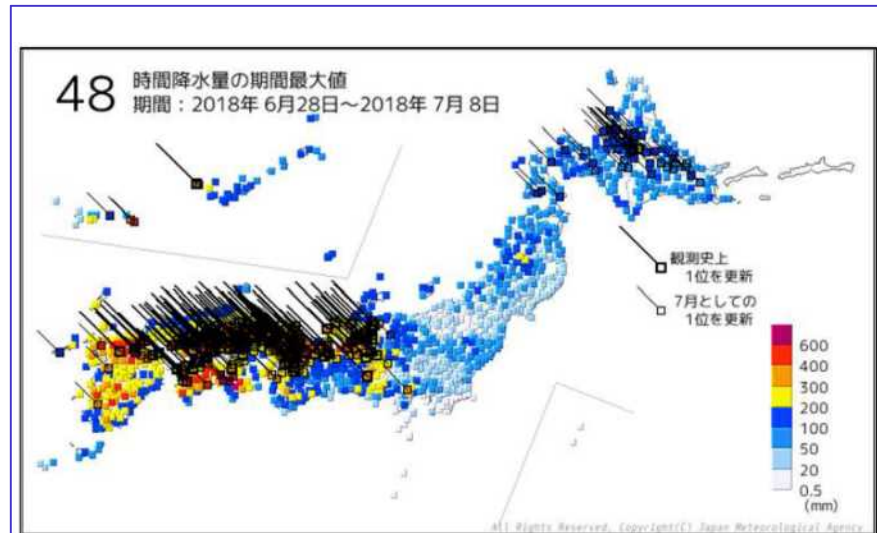 48 時間降水量の期間最大値
期間：2018年 6月28日～2018年 7月 8日
観測史上
1位を更新
7月としての
1位を更新
600
400
300
200
100
50
20
0.5
(mm)
All Rights Reserved, Copyright(C) Japan Meteorological Agency